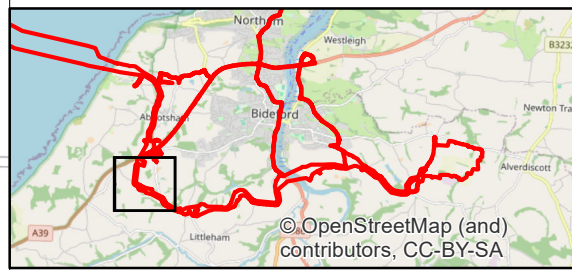 Northam
Westleigh
B3232
Abbotsham
Bideford
Newton Tra
Alverdiscott
A39
Littleham
© OpenStreetMap (and)
contributors, CC-BY-SA